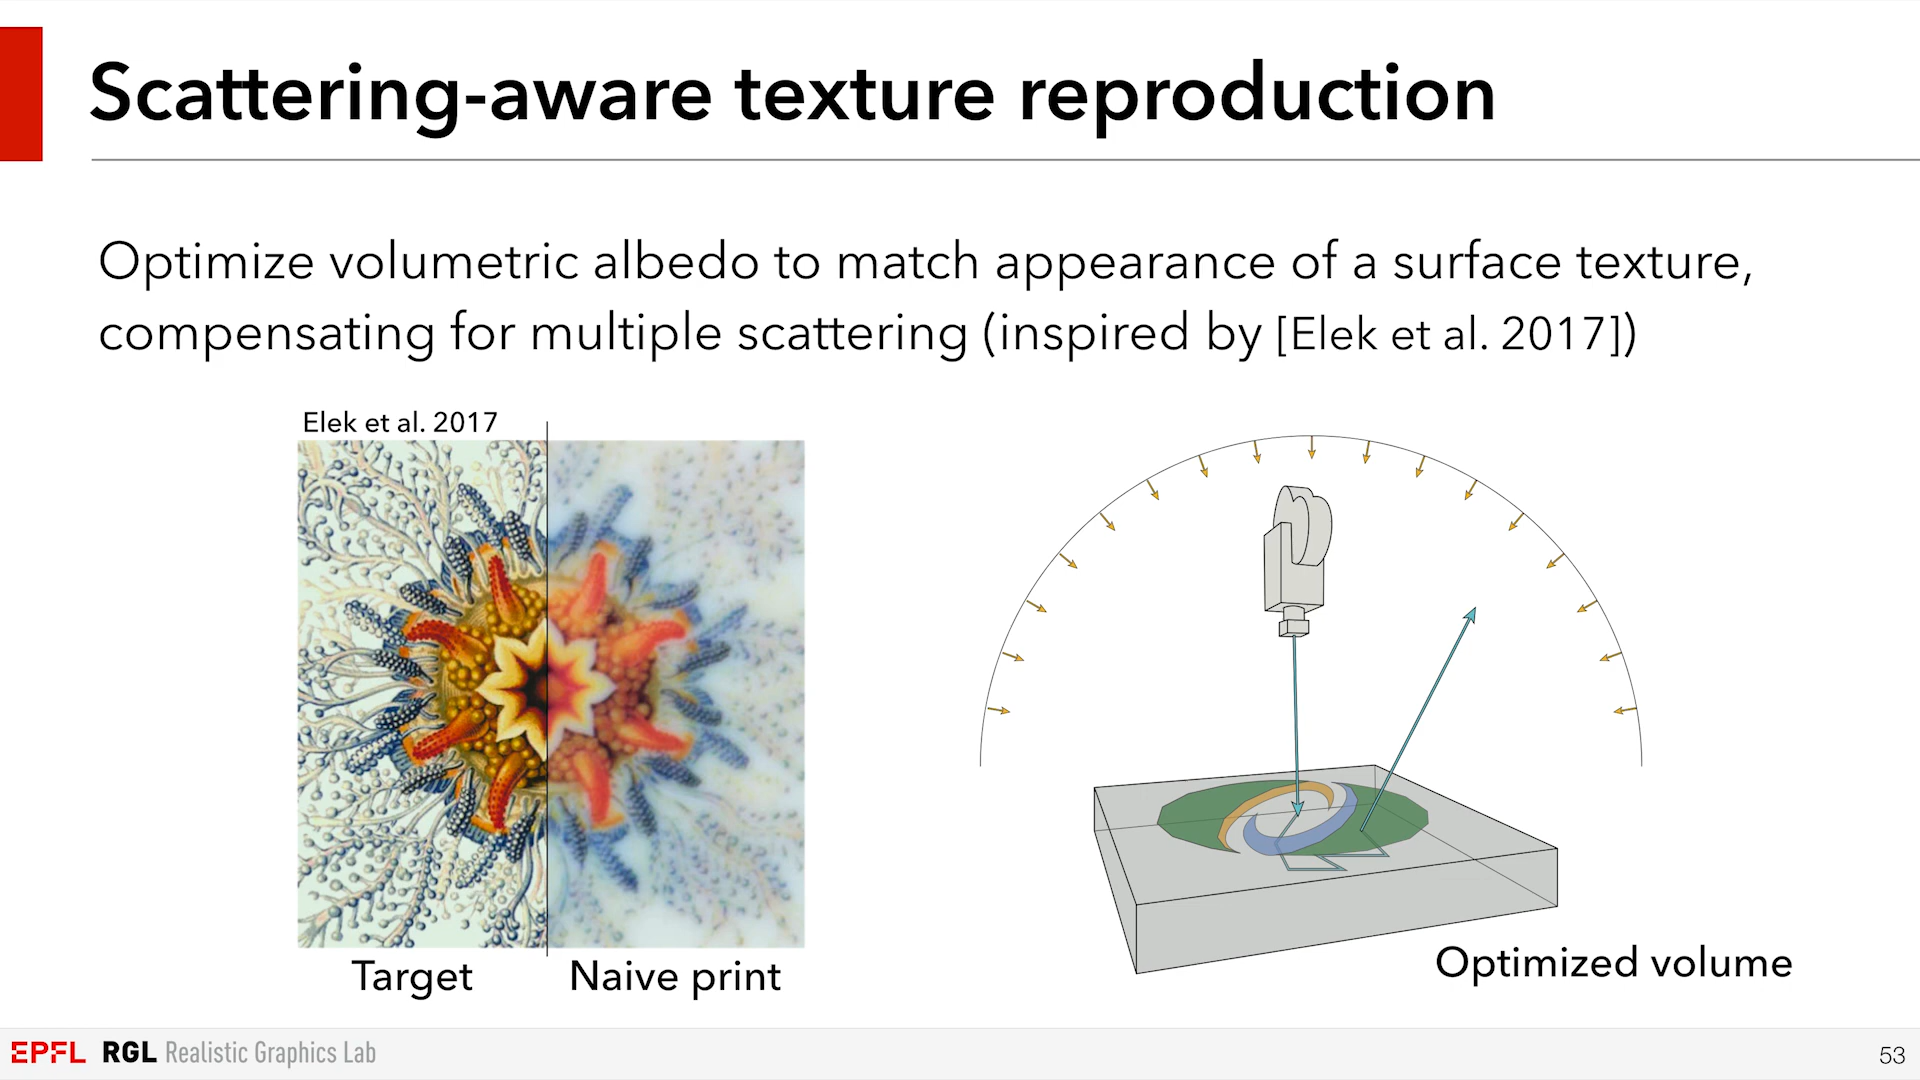 Scattering-aware texture reproduction
Optimize volumetric albedo to match appearance of a surface texture,
compensating for multiple scattering (inspired by [Elek et al. 2017])
Elek et al. 2017
Target
Naive print
Optimized volume
EPFL RGL Realistic Graphics Lab
53